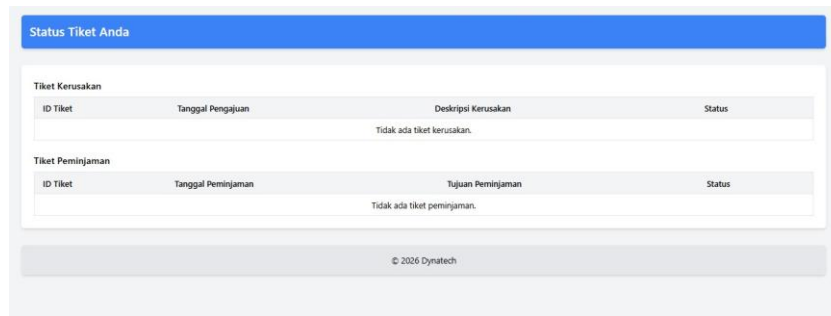 Status Tiket Anda
Tiket Kerusakan
ID Tiket Tanggal Pengajuan Deskripsi Kerusakan Status
Tidak ada tiket kerusakan.
Tiket Peminjaman
ID Tiket Tanggal Peminjaman Tujuan Peminjaman Status
Tidak ada tiket peminjaman.
© 2026 Dynatech